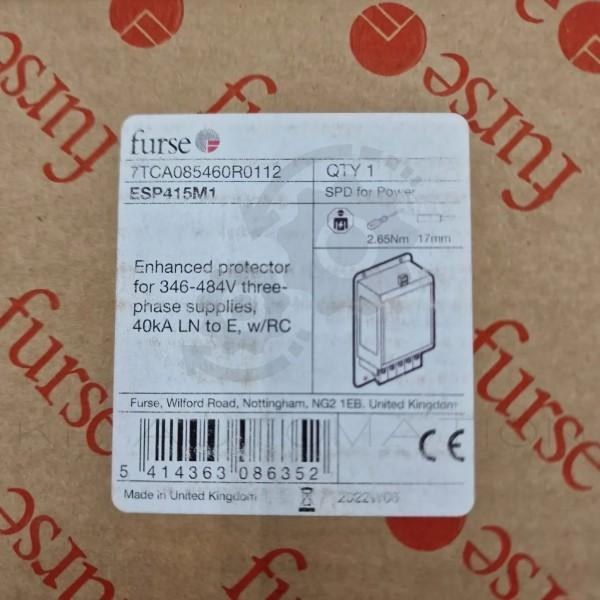 furse
furse
7TCA085460R0112
QTY 1
ESP415M1
SPD for Power
2.65Nm 17mm
Enhanced protector
for 346-484V three-
phase supplies,
40kA LN to E, w/RC
Furse, Wilford Road, Nottingham, NG2 1EB. United Kingdom
CE
5 414363 086352
Made in United Kingdom
2022W06
furse
furse
furse
furse